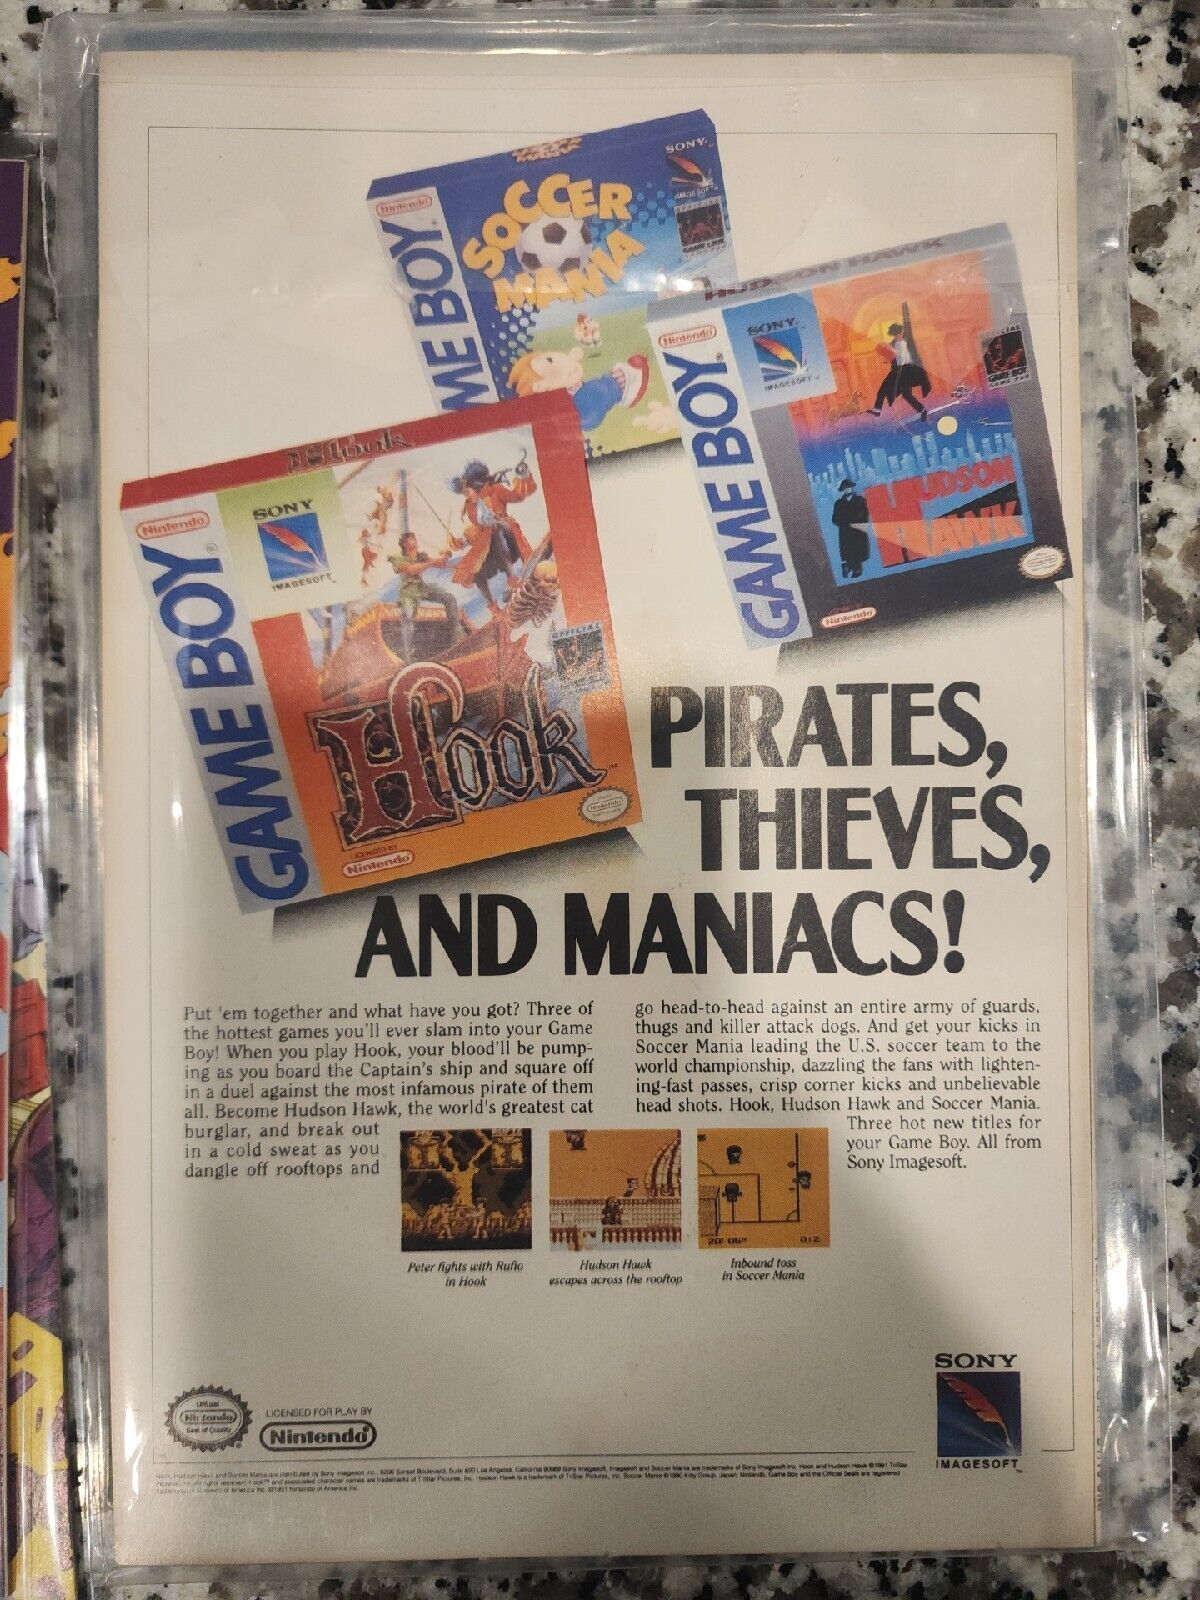 SONY
Nintendo
SOCCER
MANIA
HUDSON HAWK
Nintendo
SONY
IMAGESOFT
GAME BOY
HUDSON
HAWK
Nintendo
Hook
Nintendo
SONY
IMAGESOFT
GAME BOY
Hook
LICENSED BY
Nintendo
PIRATES,
THIEVES,
AND MANIACS!
Put 'em together and what have you got? Three of
the hottest games you'll ever slam into your Game
Boy! When you play Hook, your blood'll be pump-
ing as you board the Captain's ship and square off
in a duel against the most infamous pirate of them
all. Become Hudson Hawk, the world's greatest cat
burglar, and break out
in a cold sweat as you
dangle off rooftops and
go head-to-head against an entire army of guards,
thugs and killer attack dogs. And get your kicks in
Soccer Mania leading the U.S. soccer team to the
world championship, dazzling the fans with lighten-
ing-fast passes, crisp corner kicks and unbelievable
head shots. Hook, Hudson Hawk and Soccer Mania.
Three hot new titles for
your Game Boy. All from
Sony Imagesoft.
Peter fights with Rufio
in Hook
Hudson Hawk
escapes across the rooftop
Inbound toss
in Soccer Mania
Official
Nintendo
Seal of Quality
LICENSED FOR PLAY BY
Nintendo
SONY
IMAGESOFT